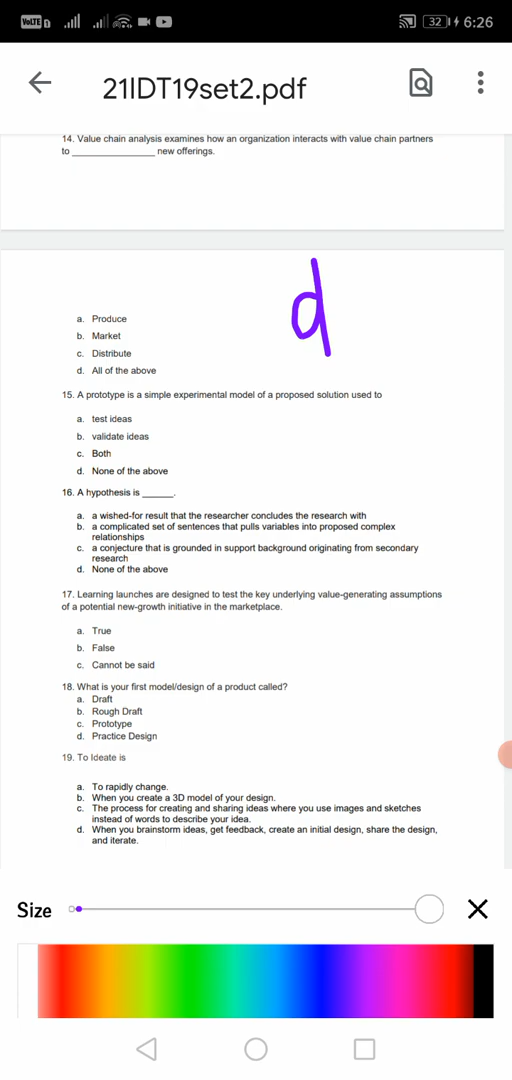 VoLTE 32 6:26
21IDT19set2.pdf
14. Value chain analysis examines how an organization interacts with value chain partners
to ________________ new offerings.
d
a. Produce
b. Market
c. Distribute
d. All of the above
15. A prototype is a simple experimental model of a proposed solution used to
a. test ideas
b. validate ideas
c. Both
d. None of the above
16. A hypothesis is ______.
a. a wished-for result that the researcher concludes the research with
b. a complicated set of sentences that pulls variables into proposed complex
relationships
c. a conjecture that is grounded in support background originating from secondary
research
d. None of the above
17. Learning launches are designed to test the key underlying value-generating assumptions
of a potential new-growth initiative in the marketplace.
a. True
b. False
c. Cannot be said
18. What is your first model/design of a product called?
a. Draft
b. Rough Draft
c. Prototype
d. Practice Design
19. To Ideate is
a. To rapidly change.
b. When you create a 3D model of your design.
c. The process for creating and sharing ideas where you use images and sketches
instead of words to describe your idea.
d. When you brainstorm ideas, get feedback, create an initial design, share the design,
and iterate.
Size